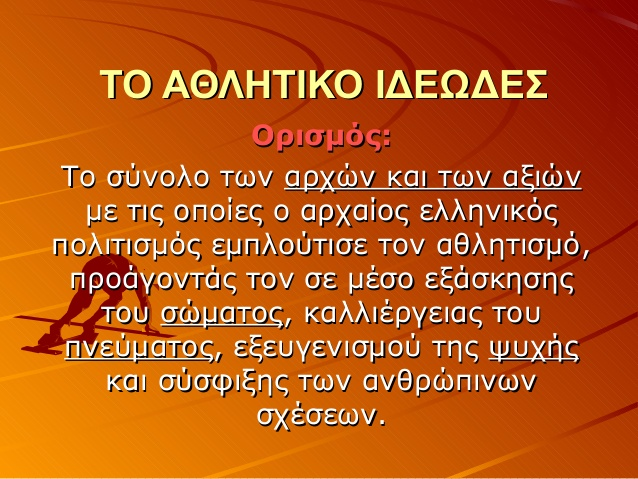 ΤΟ ΑΘΛΗΤΙΚΟ ΙΔΕΩΔΕΣ
Ορισμός:
Το σύνολο των αρχών και των αξιών
με τις οποίες ο αρχαίος ελληνικός
πολιτισμός εμπλούτισε τον αθλητισμό,
προάγοντάς τον σε μέσο εξάσκησης
του σώματος, καλλιέργειας του
πνεύματος, εξευγενισμού της ψυχής
και σύσφιξης των ανθρώπινων
σχέσεων.